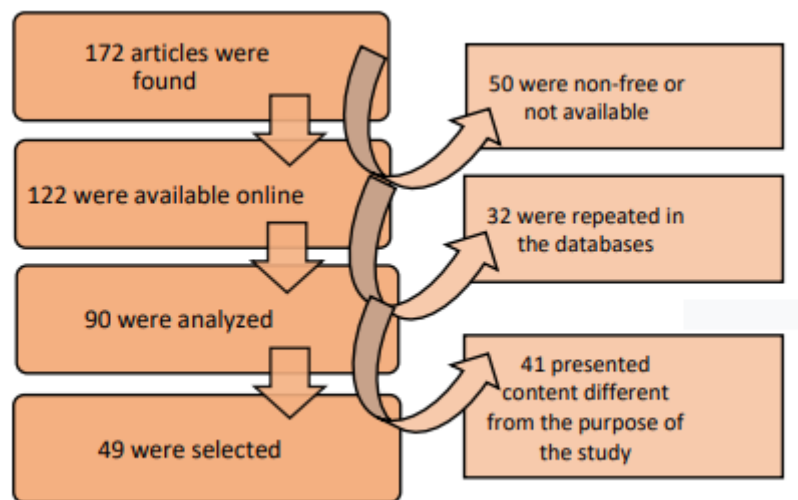 172 articles were
found
50 were non-free or
not available
122 were available online
32 were repeated in
the databases
90 were analyzed
41 presented
content different
from the purpose of
the study
49 were selected